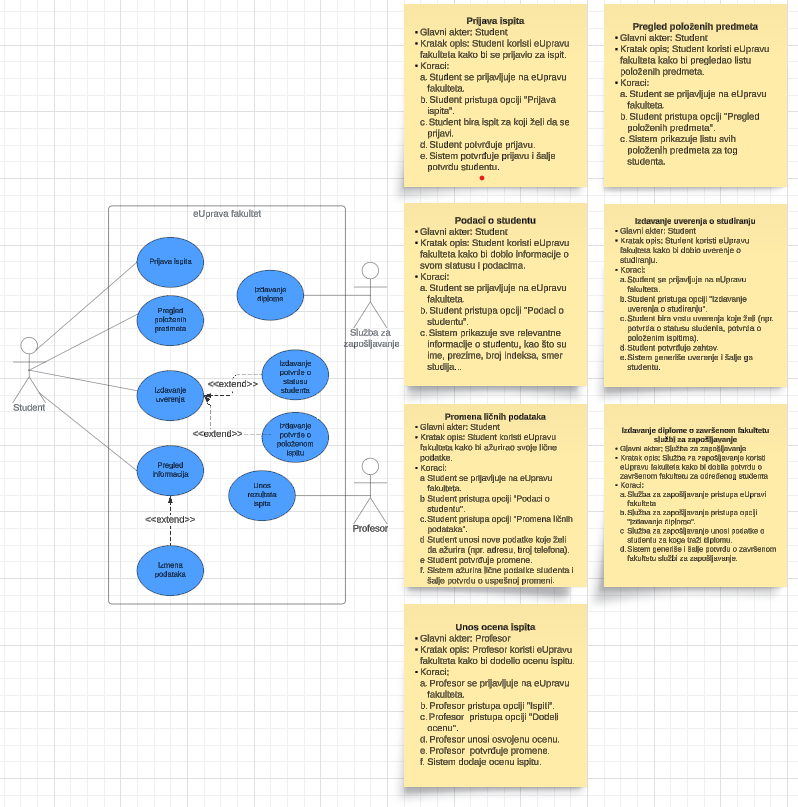 Prijava ispita
• Glavni akter: Student
• Kratak opis: Student koristi eUpravu
fakulteta kako bi se prijavio za ispit.
• Koraci:
a. Student se prijavljuje na eUpravu
fakulteta.
b. Student pristupa opciji "Prijava
ispita".
c. Student bira ispit za koji želi da se
prijavi.
d. Student potvrđuje prijavu.
e. Sistem potvrđuje prijavu i šalje
potvrdu studentu.
Pregled položenih predmeta
• Glavni akter: Student
• Kratak opis: Student koristi eUpravu
fakulteta kako bi pregledao listu
položenih predmeta.
• Koraci:
a. Student se prijavljuje na eUpravu
fakulteta.
b. Student pristupa opciji "Pregled
položenih predmeta".
c. Sistem prikazuje listu svih
položenih predmeta za tog
studenta.
eUprava fakultet
Prijava ispita
Pregled
položenih
predmeta
Izdavanje
uverenja
Pregled
informacija
Izmena
podataka
Izdavanje
diplome
Izdavanje
potvrde o
statusu
studenta
Izdavanje
potvrde o
položenom
ispitu
Unos
rezultata
ispita
<<extend>>
<<extend>>
<<extend>>
Student
Služba za
zapošljavanje
Profesor
Podaci o studentu
• Glavni akter: Student
• Kratak opis: Student koristi eUpravu
fakulteta kako bi dobio informacije o
svom statusu i podacima.
• Koraci:
a. Student se prijavljuje na eUpravu
fakulteta.
b. Student pristupa opciji "Podaci o
studentu".
c. Sistem prikazuje sve relevantne
informacije o studentu, kao što su
ime, prezime, broj indeksa, smer
studija...
Izdavanje uverenja o studiranju
• Glavni akter: Student
• Kratak opis: Student koristi eUpravu
fakulteta kako bi dobio uverenje o
studiranju.
• Koraci:
a. Student se prijavljuje na eUpravu
fakulteta.
b. Student pristupa opciji "Izdavanje
uverenja o studiranju".
c. Student bira vrstu uverenja koje želi (npr.
potvrda o statusu studenta, potvrda o
položenim ispitima).
d. Student potvrđuje zahtev.
e. Sistem generiše uverenje i šalje ga
studentu.
Promena ličnih podataka
• Glavni akter: Student
• Kratak opis: Student koristi eUpravu
fakulteta kako bi ažurirao svoje lične
podatke.
• Koraci:
a Student se prijavljuje na eUpravu
fakulteta.
b Student pristupa opciji "Podaci o
studentu".
c. Student pristupa opciji "Promena ličnih
podataka".
d Student unosi nove podatke koje želi
da ažurira (npr. adresu, broj telefona).
e Student potvrđuje promene.
f. Sistem ažurira lične podatke studenta i
šalje potvrdu o uspešnoj promeni.
Izdavanje diplome o završenom fakultetu
službi za zapošljavanje
• Glavni akter: Služba za zapošljavanje
• Kratak opis: Služba za zapošljavanje koristi
eUpravu fakulteta kako bi dobila potvrdu o
završenom fakultetu za određenog studenta
• Koraci:
a. Služba za zapošljavanje pristupa eUpravi
fakulteta
b. Služba za zapošljavanje pristupa opciji
"Izdavanje diplome".
c. Služba za zapošljavanje unosi podatke o
studentu za koga traži diplomu.
d. Sistem generiše i šalje potvrdu o završenom
fakultetu službi za zapošljavanje.
Unos ocena ispita
• Glavni akter: Profesor
• Kratak opis: Profesor koristi eUpravu
fakulteta kako bi dodelio ocenu ispitu.
• Koraci:
a. Profesor se prijavljuje na eUpravu
fakulteta.
b. Profesor pristupa opciji "Ispiti".
c. Profesor pristupa opciji "Dodeli
ocenu".
d. Profesor unosi osvojenu ocenu.
e. Profesor potvrđuje promene.
f. Sistem dodaje ocenu ispitu.